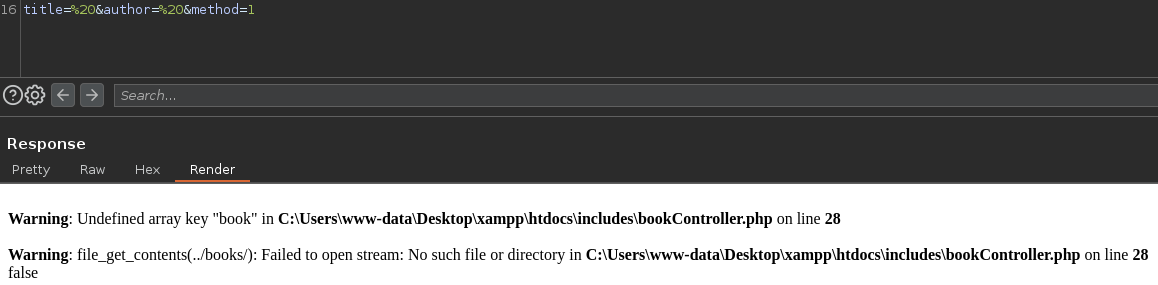 16 title=%20&author=%20&method=1
Search...
Response
Pretty Raw Hex Render
Warning: Undefined array key "book" in C:\Users\www-data\Desktop\xampp\htdocs\includes\bookController.php on line 28
Warning: file_get_contents(../books/): Failed to open stream: No such file or directory in C:\Users\www-data\Desktop\xampp\htdocs\includes\bookController.php on line 28
false